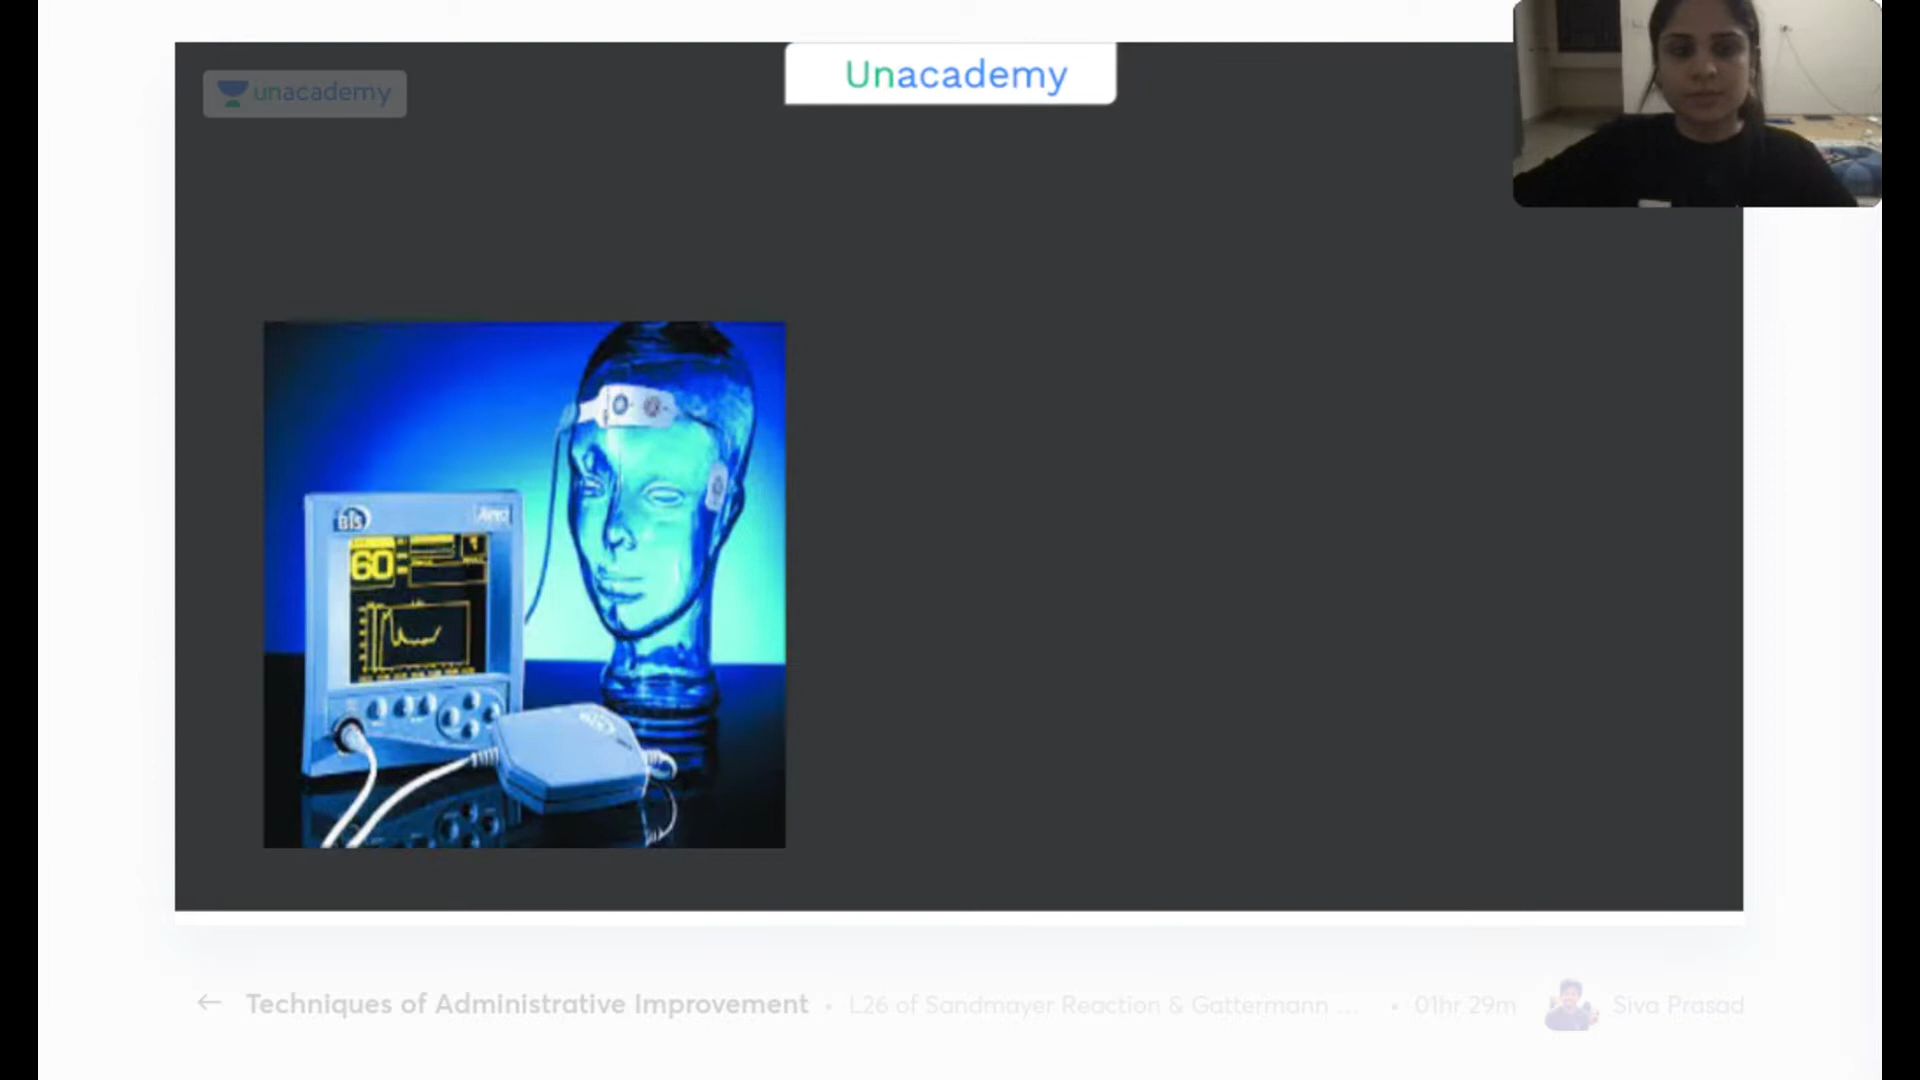 unacademy
Unacademy
BIS
60
Techniques of Administrative Improvement • L26 of Sandmayer Reaction & Gattermann ... • 01hr 29m Siva Prasad